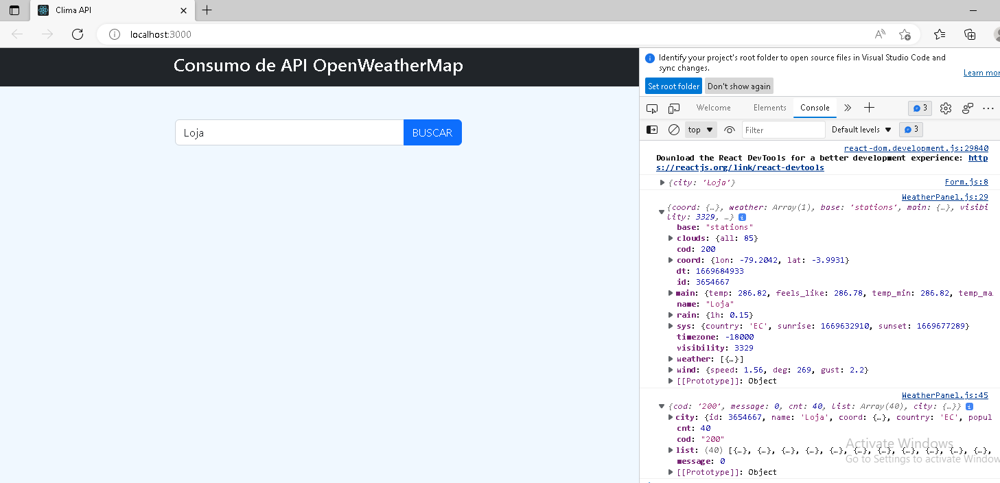 Clima API
localhost:3000
Consumo de API OpenWeatherMap
Loja
BUSCAR
Identify your project's root folder to open source files in Visual Studio Code and
sync changes.
Learn mor
Set root folder Don't show again
Welcome Elements Console 3
top Filter Default levels 3
react-dom.development.js:29840
Download the React DevTools for a better development experience: http
s://reactjs.org/link/react-devtools
{city: 'Loja'} Form.js:8
WeatherPanel.js:29
{coord: {…}, weather: Array(1), base: 'stations', main: {…}, visibi
lity: 3329, …}
base: "stations"
clouds: {all: 85}
cod: 200
coord: {lon: -79.2042, lat: -3.9931}
dt: 1669684933
id: 3654667
main: {temp: 286.82, feels_like: 286.78, temp_min: 286.82, temp_ma
name: "Loja"
rain: {1h: 0.15}
sys: {country: 'EC', sunrise: 1669632910, sunset: 1669677289}
timezone: -18000
visibility: 3329
weather: [{…}]
wind: {speed: 1.56, deg: 269, gust: 2.2}
[[Prototype]]: Object
WeatherPanel.js:45
{cod: '200', message: 0, cnt: 40, list: Array(40), city: {…}}
city: {id: 3654667, name: 'Loja', coord: {…}, country: 'EC', popul
cnt: 40
cod: "200"
list: (40) [{…}, {…}, {…}, {…}, {…}, {…}, {…}, {…}, {…}, {…}, {…},
message: 0
[[Prototype]]: Object
Activate Windows
Go to Settings to activate Window